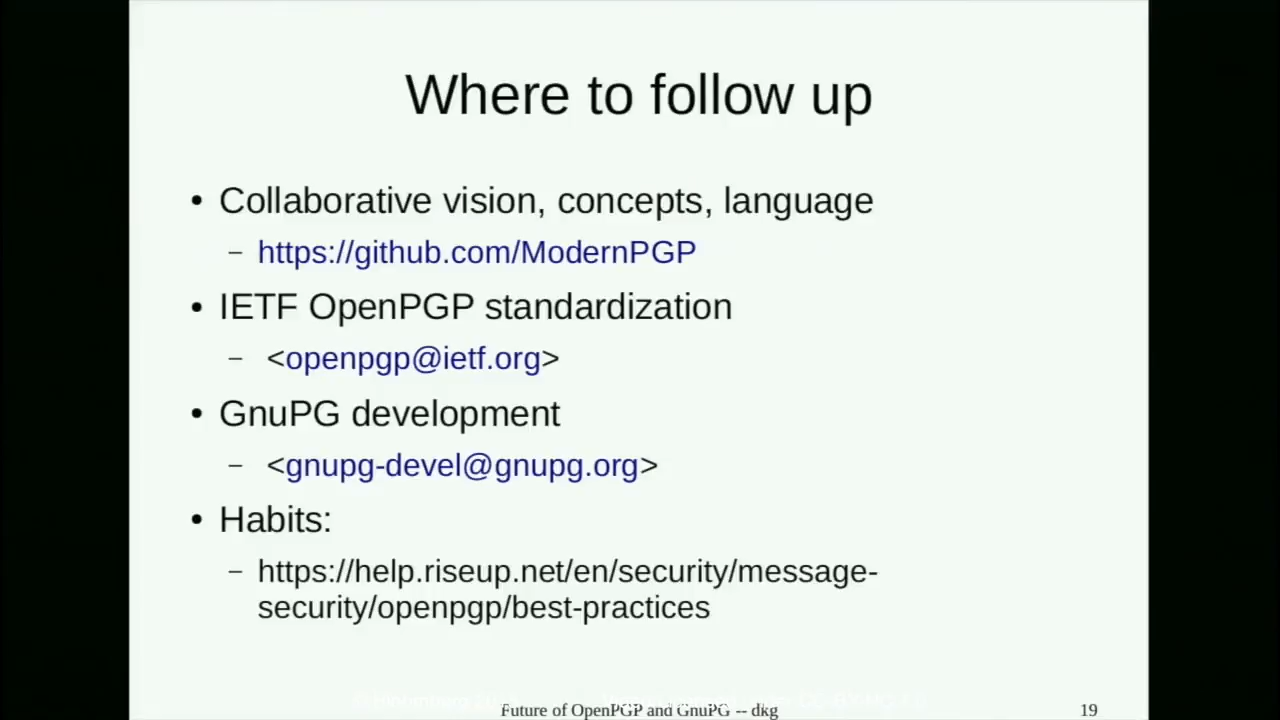 Where to follow up
• Collaborative vision, concepts, language
– https://github.com/ModernPGP
• IETF OpenPGP standardization
– <openpgp@ietf.org>
• GnuPG development
– <gnupg-devel@gnupg.org>
• Habits:
– https://help.riseup.net/en/security/message-
security/openpgp/best-practices
Future of OpenPGP and GnuPG -- dkg
19